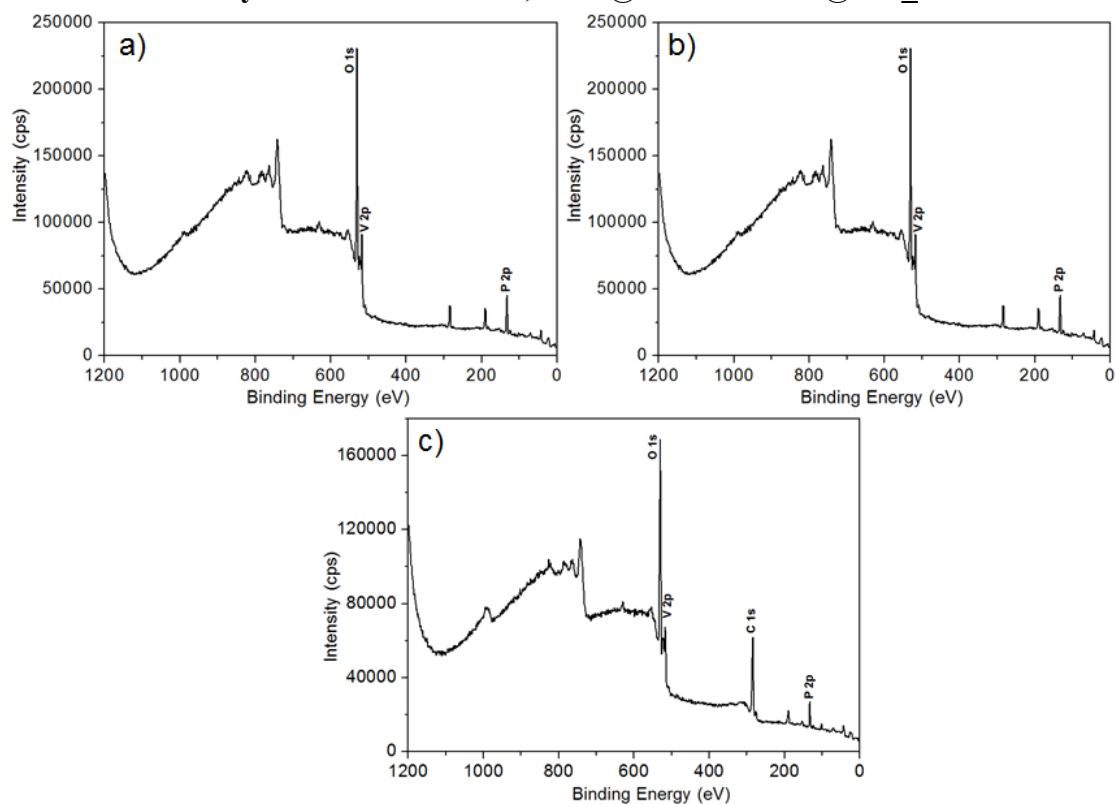 a)
250000
200000
150000
100000
50000
0
Intensity (cps)
O 1s
V 2p
P 2p
1200 1000 800 600 400 200 0
Binding Energy (eV)
b)
250000
200000
150000
100000
50000
0
Intensity (cps)
O 1s
V 2p
P 2p
1200 1000 800 600 400 200 0
Binding Energy (eV)
c)
160000
120000
80000
40000
0
Intensity (cps)
O 1s
V 2p
C 1s
P 2p
1200 1000 800 600 400 200 0
Binding Energy (eV)